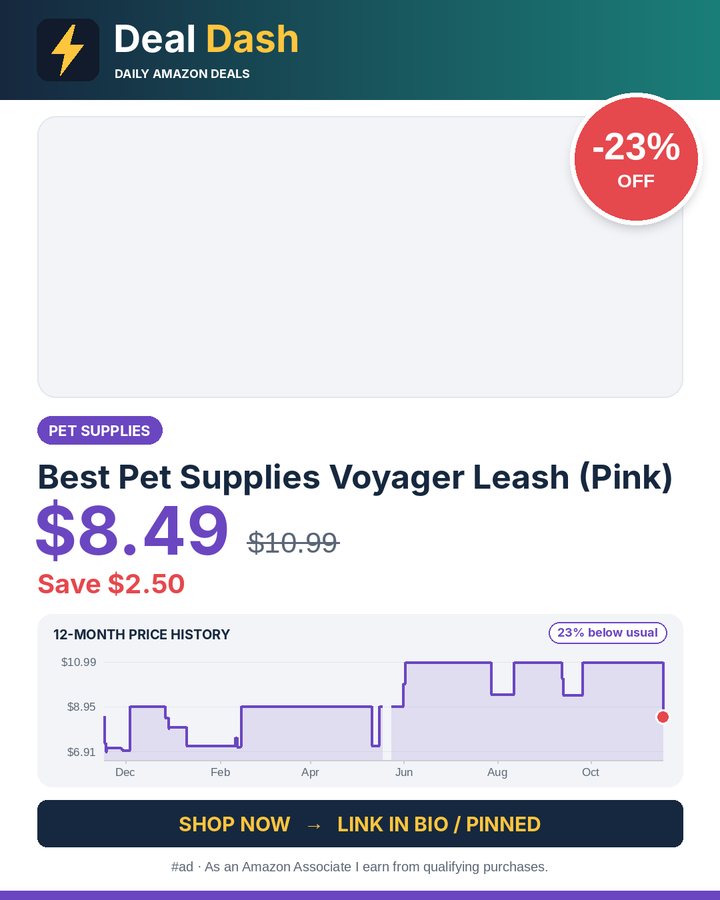 Deal Dash
DAILY AMAZON DEALS
-23%
OFF
PET SUPPLIES
Best Pet Supplies Voyager Leash (Pink)
$8.49 $10.99
Save $2.50
12-MONTH PRICE HISTORY
23% below usual
$10.99
$8.95
$6.91
Dec Feb Apr Jun Aug Oct
SHOP NOW → LINK IN BIO / PINNED
#ad · As an Amazon Associate I earn from qualifying purchases.